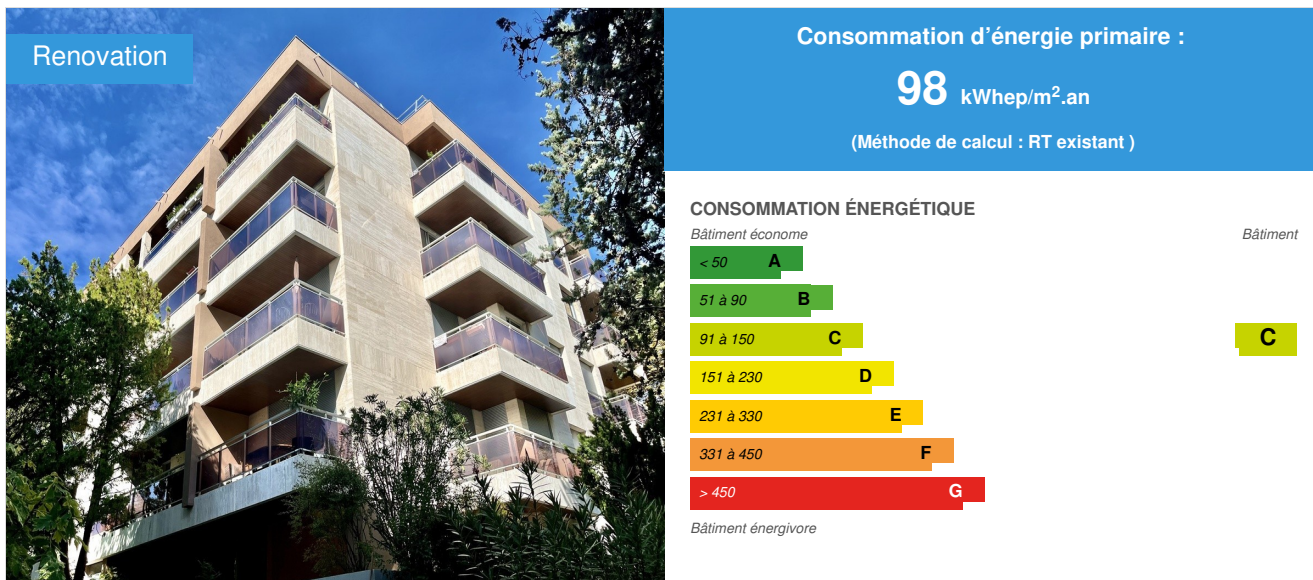 Renovation
Consommation d'énergie primaire :
98 kWhep/m².an
(Méthode de calcul : RT existant )
CONSOMMATION ÉNERGÉTIQUE
Bâtiment économe
Bâtiment
< 50 A
51 à 90 B
91 à 150 C
C
151 à 230 D
231 à 330 E
331 à 450 F
> 450 G
Bâtiment énergivore